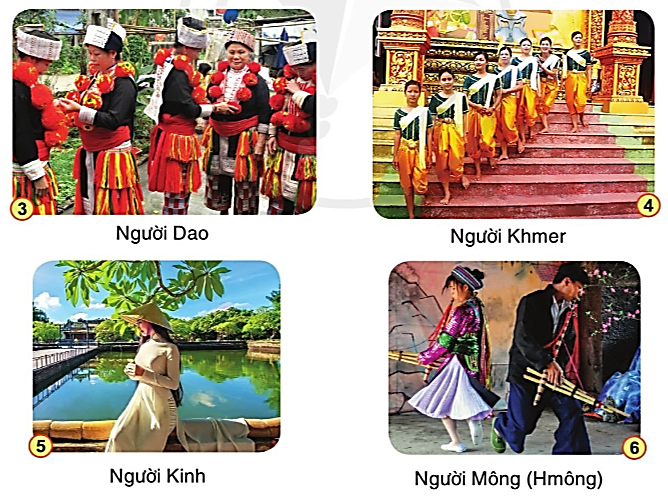 3
4
Người Dao
Người Khmer
5
6
Người Kinh
Người Mông (Hmông)